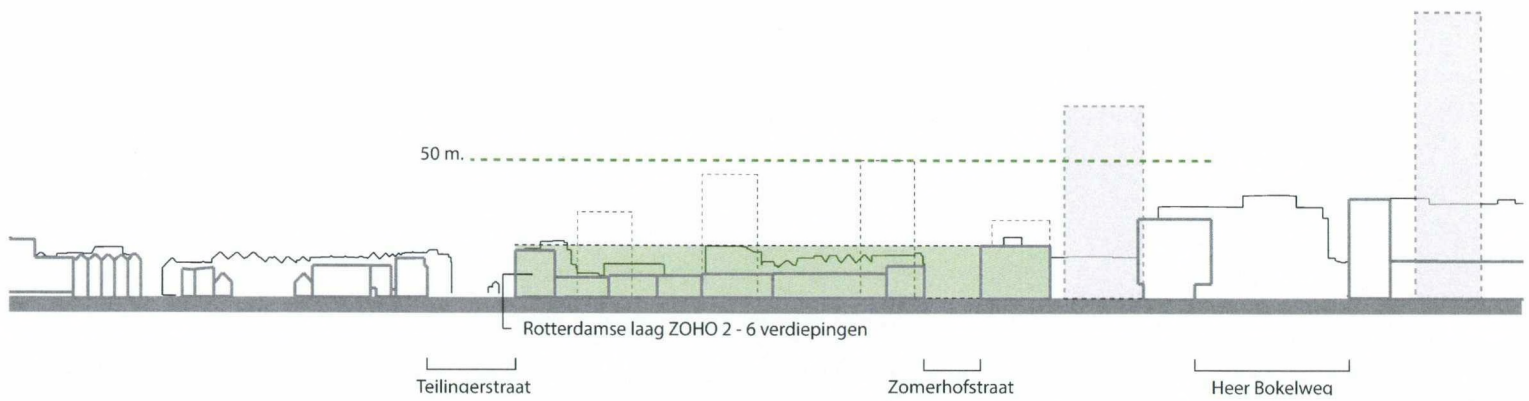 50 m.
Rotterdamse laag ZOHO 2 - 6 verdiepingen
Teilingerstraat
Zomerhofstraat
Heer Bokelweg